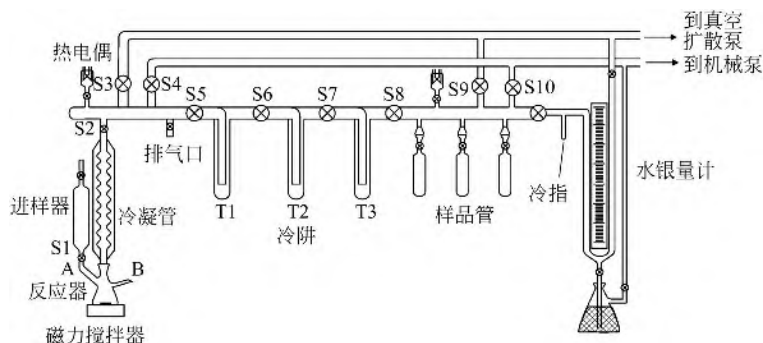 到真空
扩散泵
到机械泵
热电偶
S3
S4
S9
S10
S5
S6
S7
S8
S2
排气口
冷指
水银量计
进样器
冷凝管
T1
T2
T3
样品管
冷阱
S1
A
B
反应器
磁力搅拌器